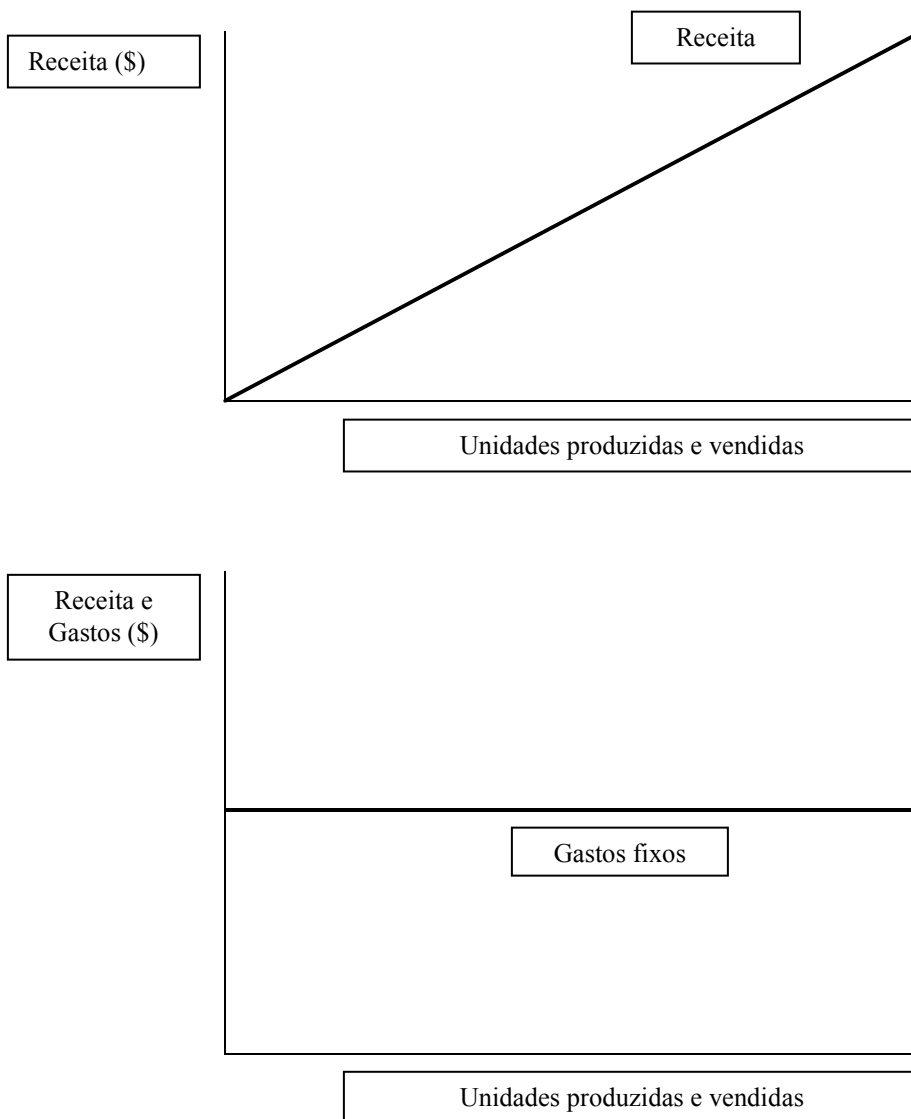 Receita ($)
Receita
Unidades produzidas e vendidas
Receita e
Gastos ($)
Gastos fixos
Unidades produzidas e vendidas